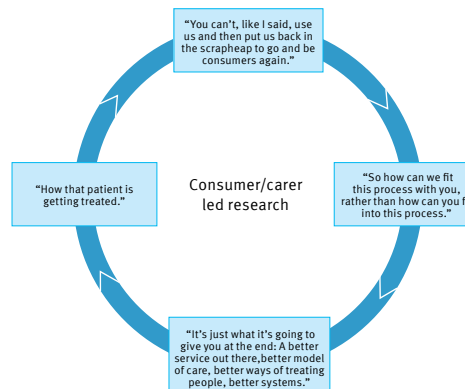 “You can’t, like I said, use
us and then put us back in
the scrapheap to go and be
consumers again.”
“How that patient is
getting treated.”
Consumer/carer
led research
“So how can we fit
this process with you,
rather than how can you
into this process.”
“It’s just what it’s going to
give you at the end: A better
service out there,better model
of care, better ways of treating
people, better systems.”